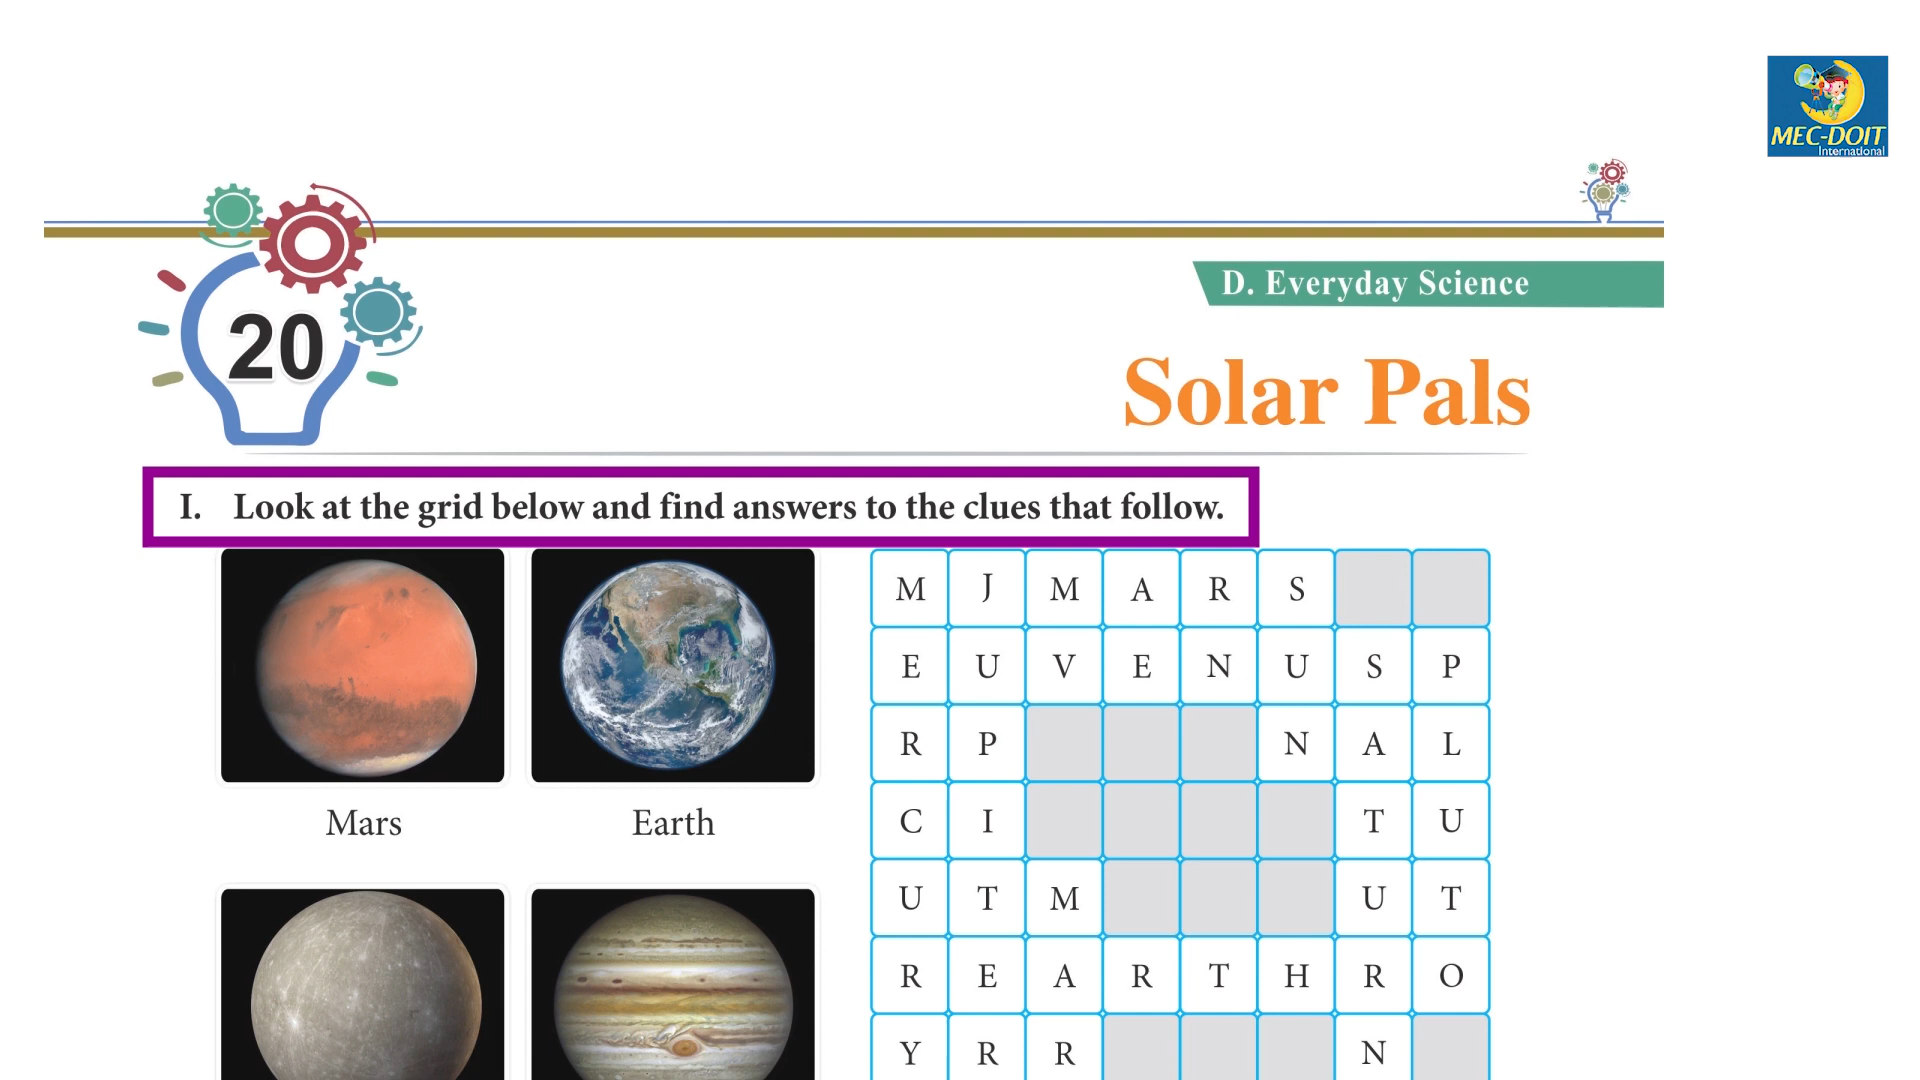 MEC-DOIT
International
D. Everyday Science
20
Solar Pals
I. Look at the grid below and find answers to the clues that follow.
Mars
Earth
M J M A R S
E U V E N U S P
R P N A L
C I T U
U T M U T
R E A R T H R O
Y R R N